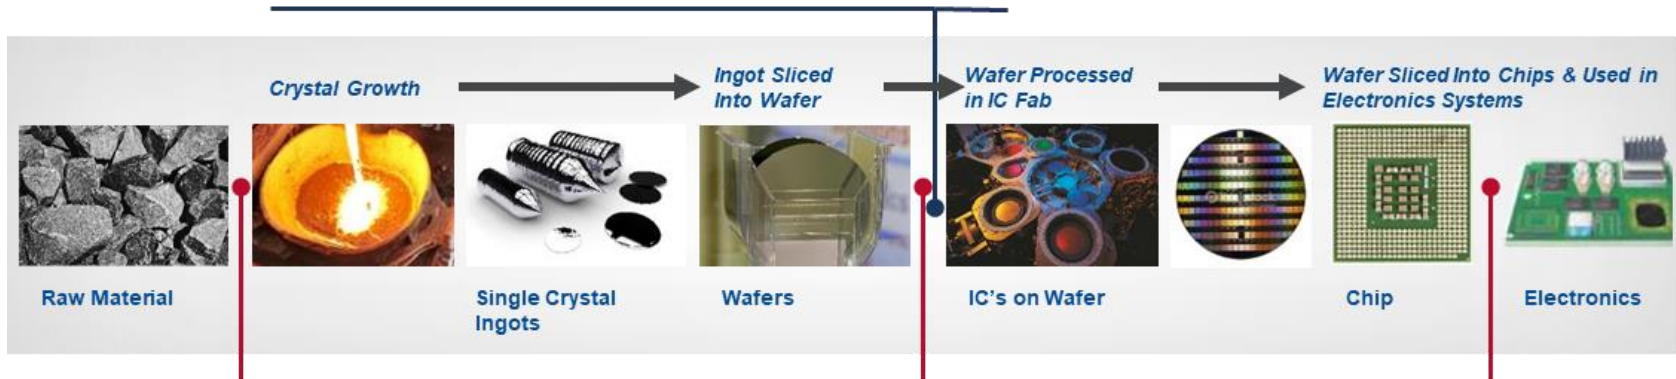 Crystal Growth
Ingot Sliced
Into Wafer
Wafer Processed
in IC Fab
Wafer Sliced Into Chips & Used in
Electronics Systems
Raw Material
Single Crystal
Ingots
Wafers
IC's on Wafer
Chip
Electronics